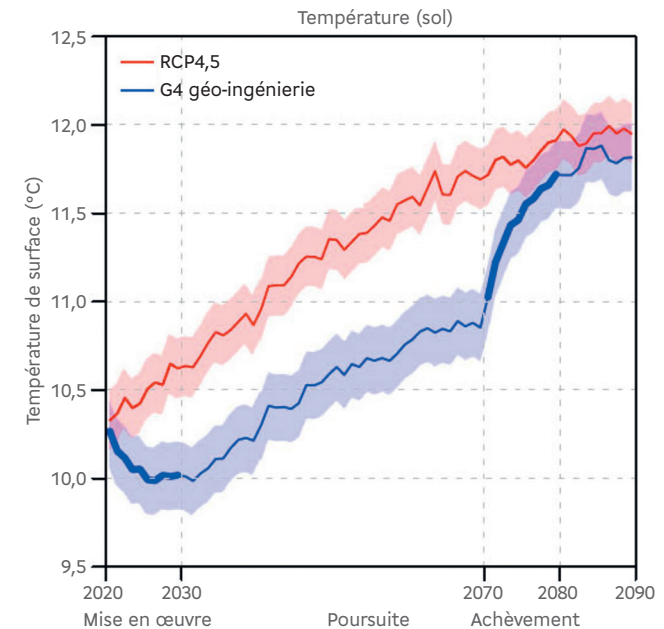 Température (sol)
12,5
RCP4,5
G4 géo-ingénierie
12,0
11,5
11,0
10,5
10,0
9,5
Température de surface (°C)
2020 2030 2070 2080 2090
Mise en œuvre Poursuite Achèvement